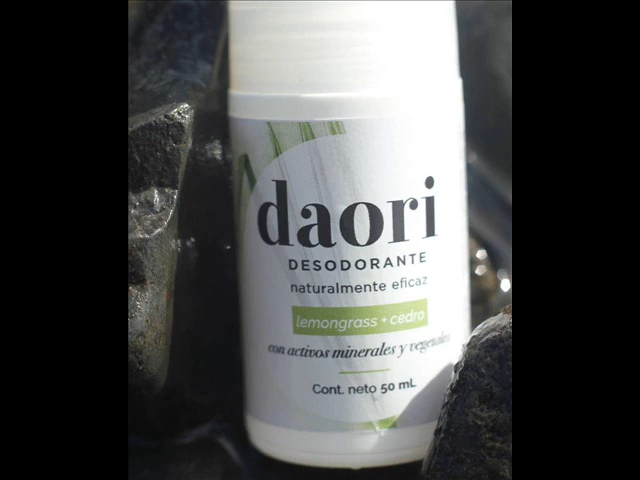 daori
DESODORANTE
naturalmente eficaz
lemongrass + cedro
con activos minerales y vegetales
Cont. neto 50 mL